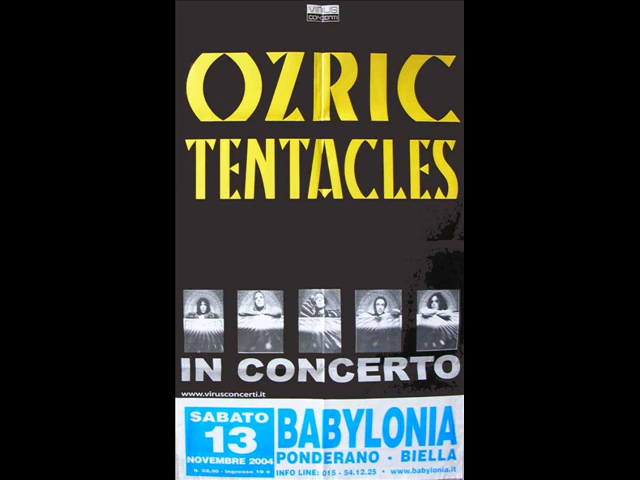 VIRUS
CONCERTI
OZRIC
TENTACLES
IN CONCERTO
www.virusconcerti.it
SABATO
13
NOVEMBRE 2004
BABYLONIA
PONDERANO - BIELLA
INFO LINE: 015 - 54.12.25 • www.babylonia.it